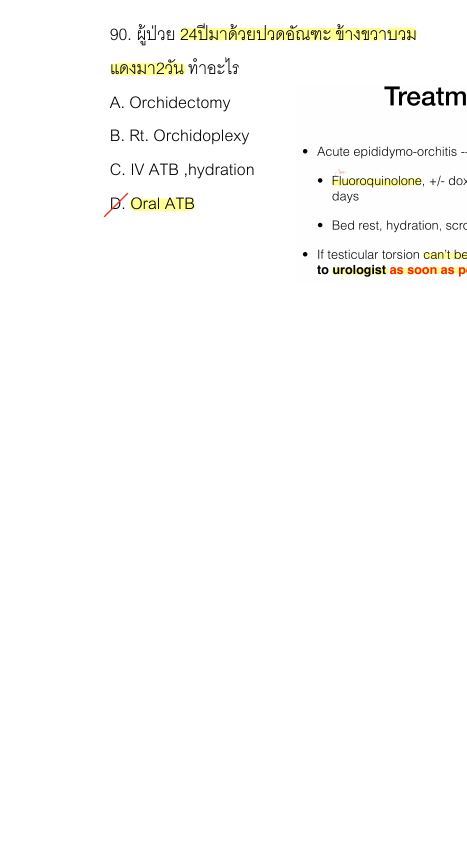 90. ผู้ป่วย 24ปีมาด้วยปวดอัณฑะ ข้างขวาบวม
แดงมา2วัน ทำอะไร
A. Orchidectomy
B. Rt. Orchidoplexy
C. IV ATB ,hydration
D. Oral ATB
Treatm
• Acute epididymo-orchitis --
• Fluoroquinolone, +/- dox
days
• Bed rest, hydration, scro
• If testicular torsion can't be
to urologist as soon as po